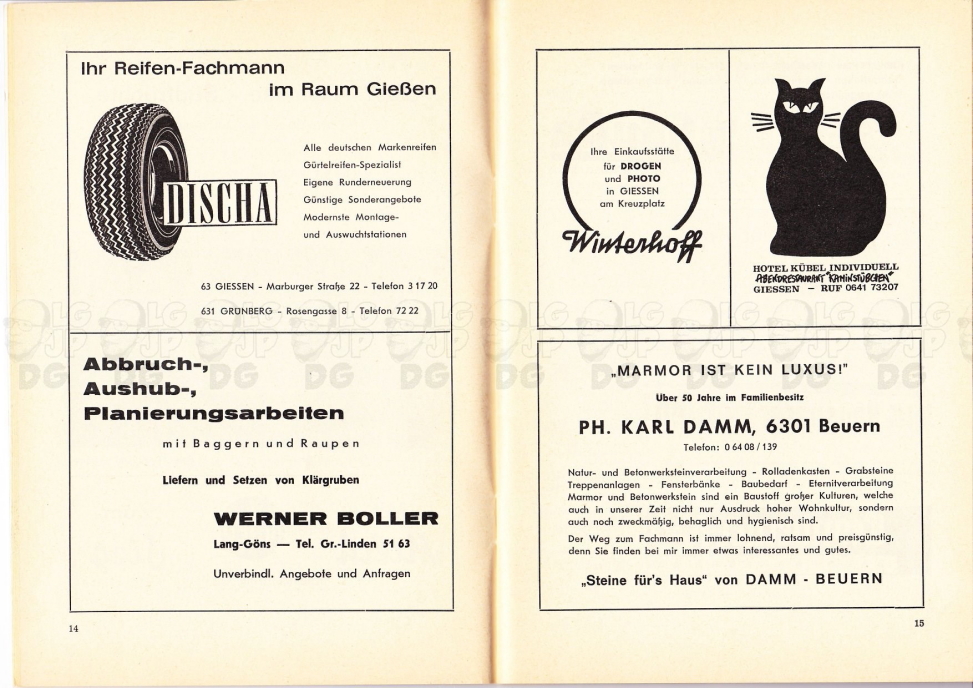 Ihr Reifen-Fachmann
im Raum Gießen
DISCHA
Alle deutschen Markenreifen
Gürtelreifen-Spezialist
Eigene Runderneuerung
Günstige Sonderangebote
Modernste Montage-
und Auswuchtstationen
63 GIESSEN - Marburger Straße 22 - Telefon 3 17 20
631 GRÜNBERG - Rosengasse 8 - Telefon 72 22
Abbruch-,
Aushub-,
Planierungsarbeiten
mit Baggern und Raupen
Liefern und Setzen von Klärgruben
WERNER BOLLER
Lang-Göns — Tel. Gr.-Linden 51 63
Unverbindl. Angebote und Anfragen
14
Ihre Einkaufsstätte
für DROGEN
und PHOTO
in GIESSEN
am Kreuzplatz
Winterhoff
HOTEL KÜBEL INDIVIDUELL
ABENDRESTAURANT "KAMINSTÜBCHEN"
GIESSEN — RUF 0641 73207
„MARMOR IST KEIN LUXUS!"
Über 50 Jahre im Familienbesitz
PH. KARL DAMM, 6301 Beuern
Telefon: 0 64 08 / 139
Natur- und Betonwerksteinverarbeitung - Rolladenkasten - Grabsteine
Treppenanlagen - Fensterbänke - Baubedarf - Eternitverarbeitung
Marmor und Betonwerkstein sind ein Baustoff großer Kulturen, welche
auch in unserer Zeit nicht nur Ausdruck hoher Wohnkultur, sondern
auch noch zweckmäßig, behaglich und hygienisch sind.
Der Weg zum Fachmann ist immer lohnend, ratsam und preisgünstig,
denn Sie finden bei mir immer etwas interessantes und gutes.
„Steine für's Haus" von DAMM - BEUERN
15
LG JP DG